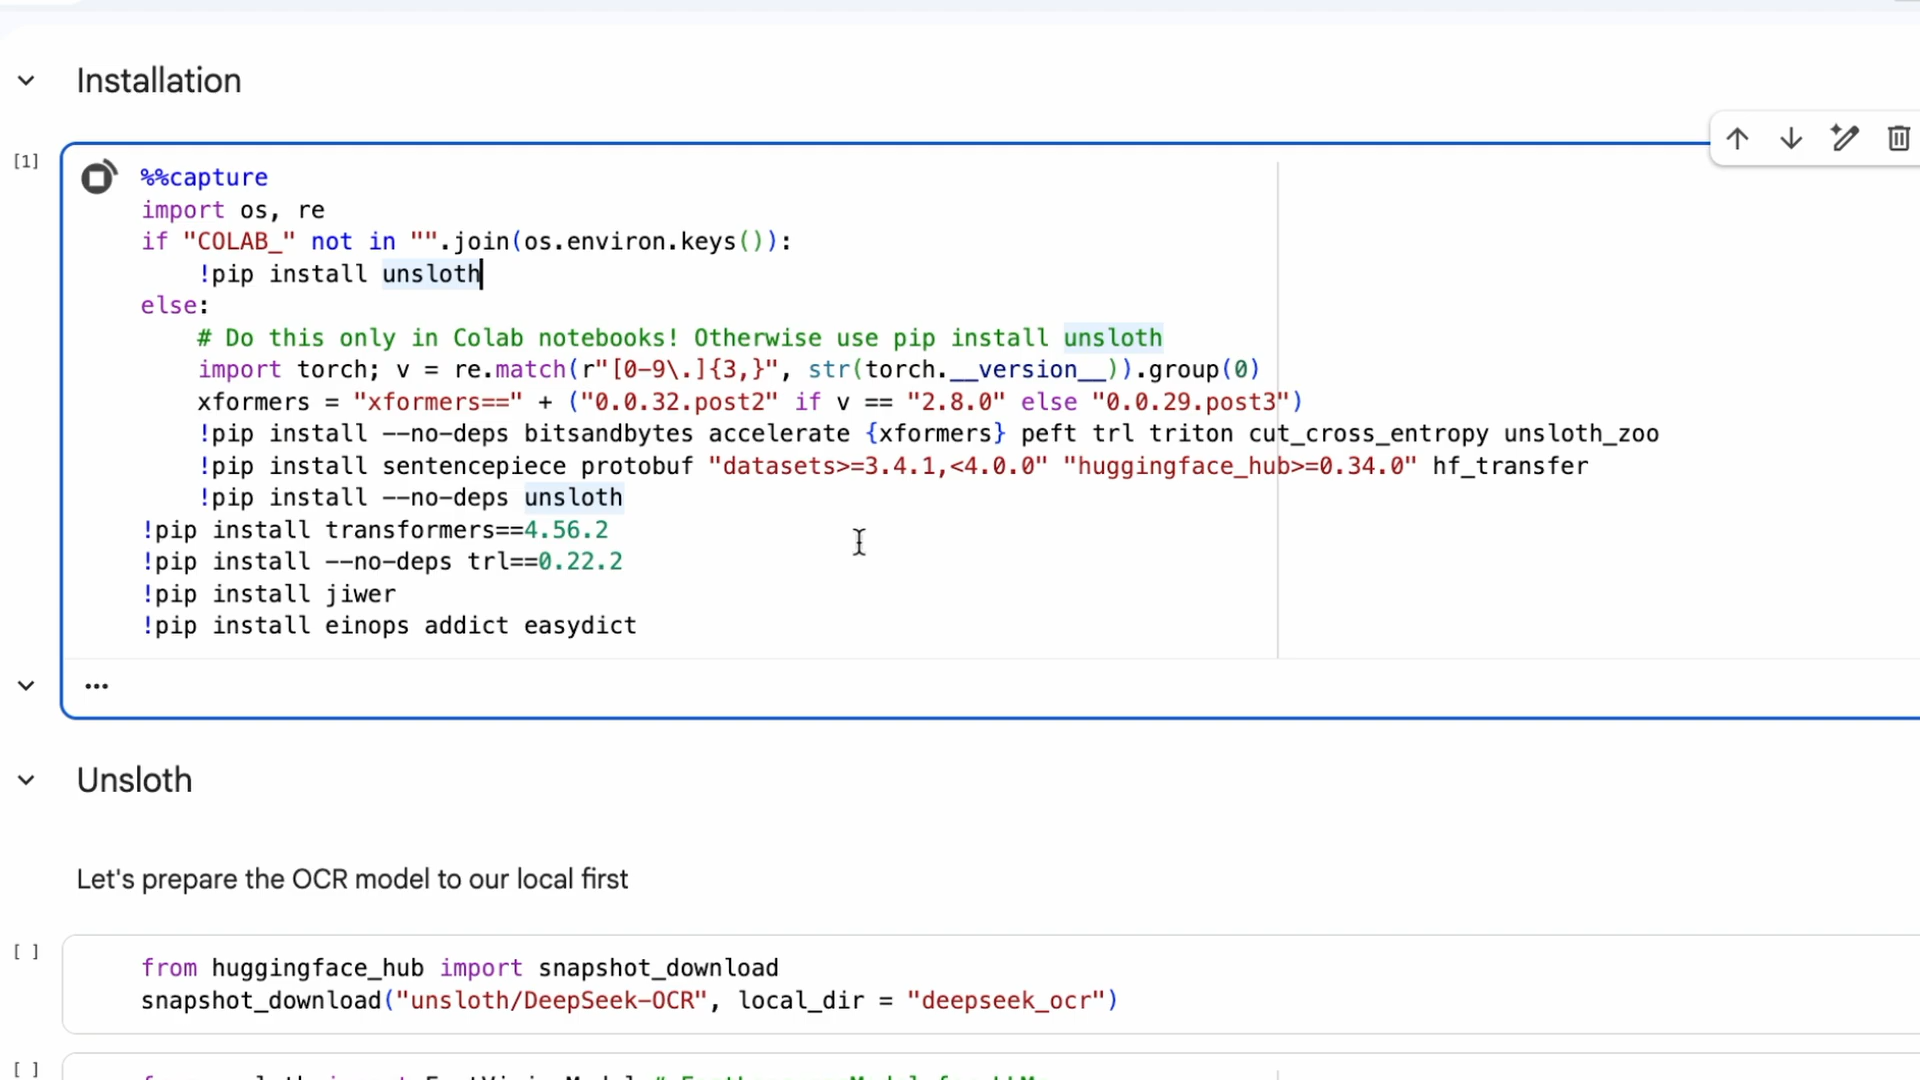 Installation
[1]
%%capture
import os, re
if "COLAB_" not in "".join(os.environ.keys()):
!pip install unsloth
else:
# Do this only in Colab notebooks! Otherwise use pip install unsloth
import torch; v = re.match(r"[0-9\.]{3,}", str(torch.__version__)).group(0)
xformers = "xformers==" + ("0.0.32.post2" if v == "2.8.0" else "0.0.29.post3")
!pip install --no-deps bitsandbytes accelerate {xformers} peft trl triton cut_cross_entropy unsloth_zoo
!pip install sentencepiece protobuf "datasets>=3.4.1,<4.0.0" "huggingface_hub>=0.34.0" hf_transfer
!pip install --no-deps unsloth
!pip install transformers==4.56.2
!pip install --no-deps trl==0.22.2
!pip install jiwer
!pip install einops addict easydict
...
Unsloth
Let's prepare the OCR model to our local first
[ ]
from huggingface_hub import snapshot_download
snapshot_download("unsloth/DeepSeek-OCR", local_dir = "deepseek_ocr")
[ ]